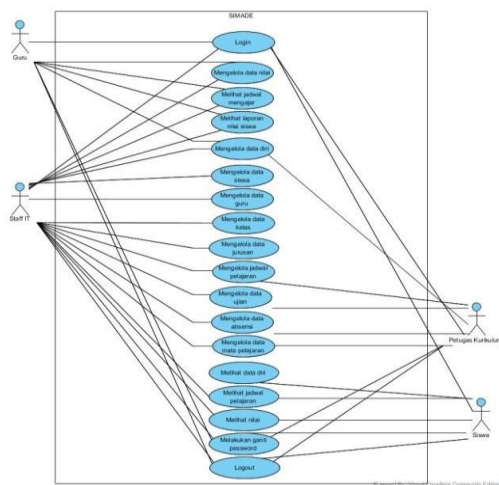 SIMADE
Guru
Login
Mengelola data nilai
Melihat jadwal
mengajar
Melihat laporan
nilai siswa
Mengelola data diri
Mengelola data
siswa
Staff IT
Mengelola data
guru
Mengelola data
kelas
Mengelola data
jurusan
Mengelola jadwal
pelajaran
Mengelola data
ujian
Mengelola data
absensi
Mengelola data
mata pelajaran
Petugas Kurikulum
Melihat data diri
Melihat jadwal
pelajaran
Melihat nilai
Siswa
Melakukan ganti
password
Logout